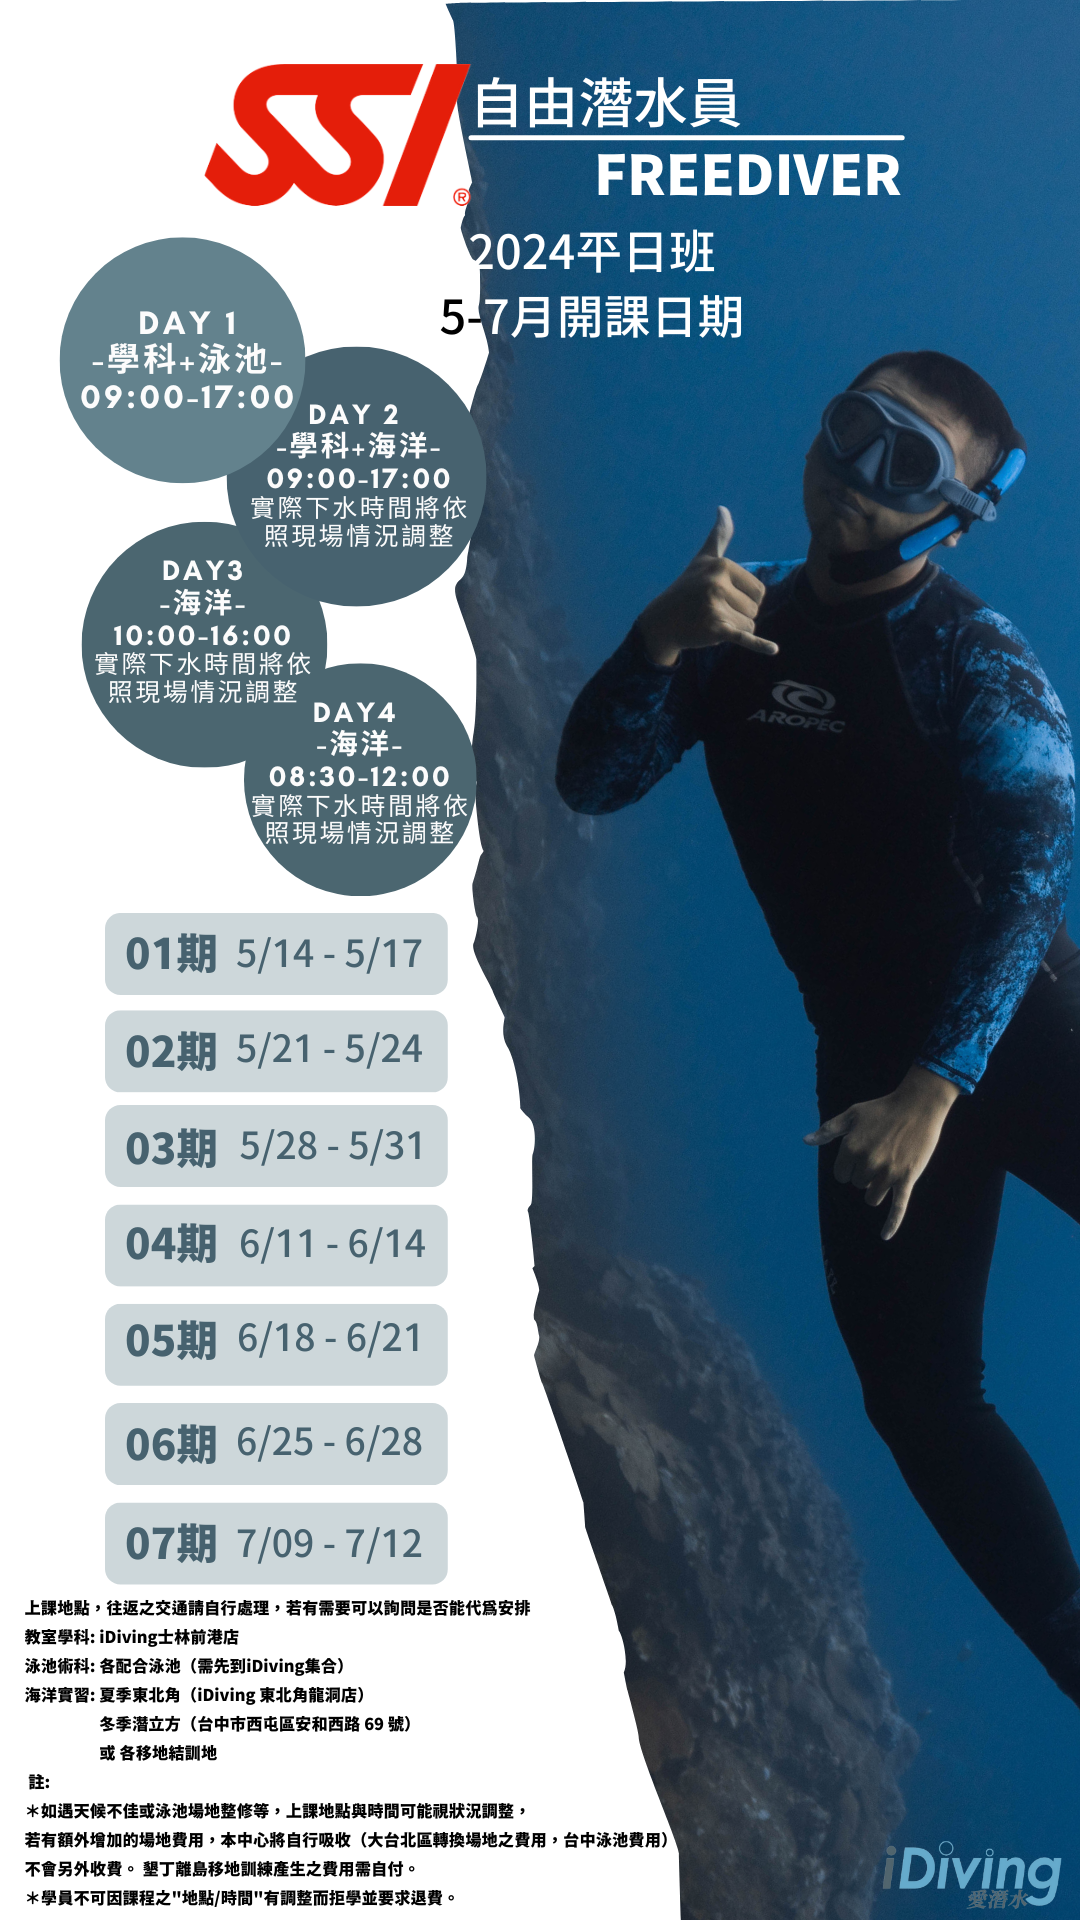 SSI®
自由潛水員
FREEDIVER
2024平日班
5-7月開課日期
DAY 1
-學科+泳池-
09:00-17:00
DAY 2
-學科+海洋-
09:00-17:00
實際下水時間將依
照現場情況調整
DAY3
-海洋-
10:00-16:00
實際下水時間將依
照現場情況調整
DAY4
-海洋-
08:30-12:00
實際下水時間將依
照現場情況調整
AROPEC
01期 5/14 - 5/17
02期 5/21 - 5/24
03期 5/28 - 5/31
04期 6/11 - 6/14
05期 6/18 - 6/21
06期 6/25 - 6/28
07期 7/09 - 7/12
上課地點，往返之交通請自行處理，若有需要可以詢問是否能代為安排
教室學科: iDiving士林前港店
泳池術科: 各配合泳池（需先到iDiving集合）
海洋實習: 夏季東北角（iDiving 東北角龍洞店）
冬季潛立方（台中市西屯區安和西路 69 號）
或 各移地結訓地
註:
＊如遇天候不佳或泳池場地整修等，上課地點與時間可能視狀況調整，
若有額外增加的場地費用，本中心將自行吸收（大台北區轉換場地之費用，台中泳池費用）
不會另外收費。墾丁離島移地訓練產生之費用需自付。
＊學員不可因課程之"地點/時間"有調整而拒學並要求退費。
iDiving
愛潛水